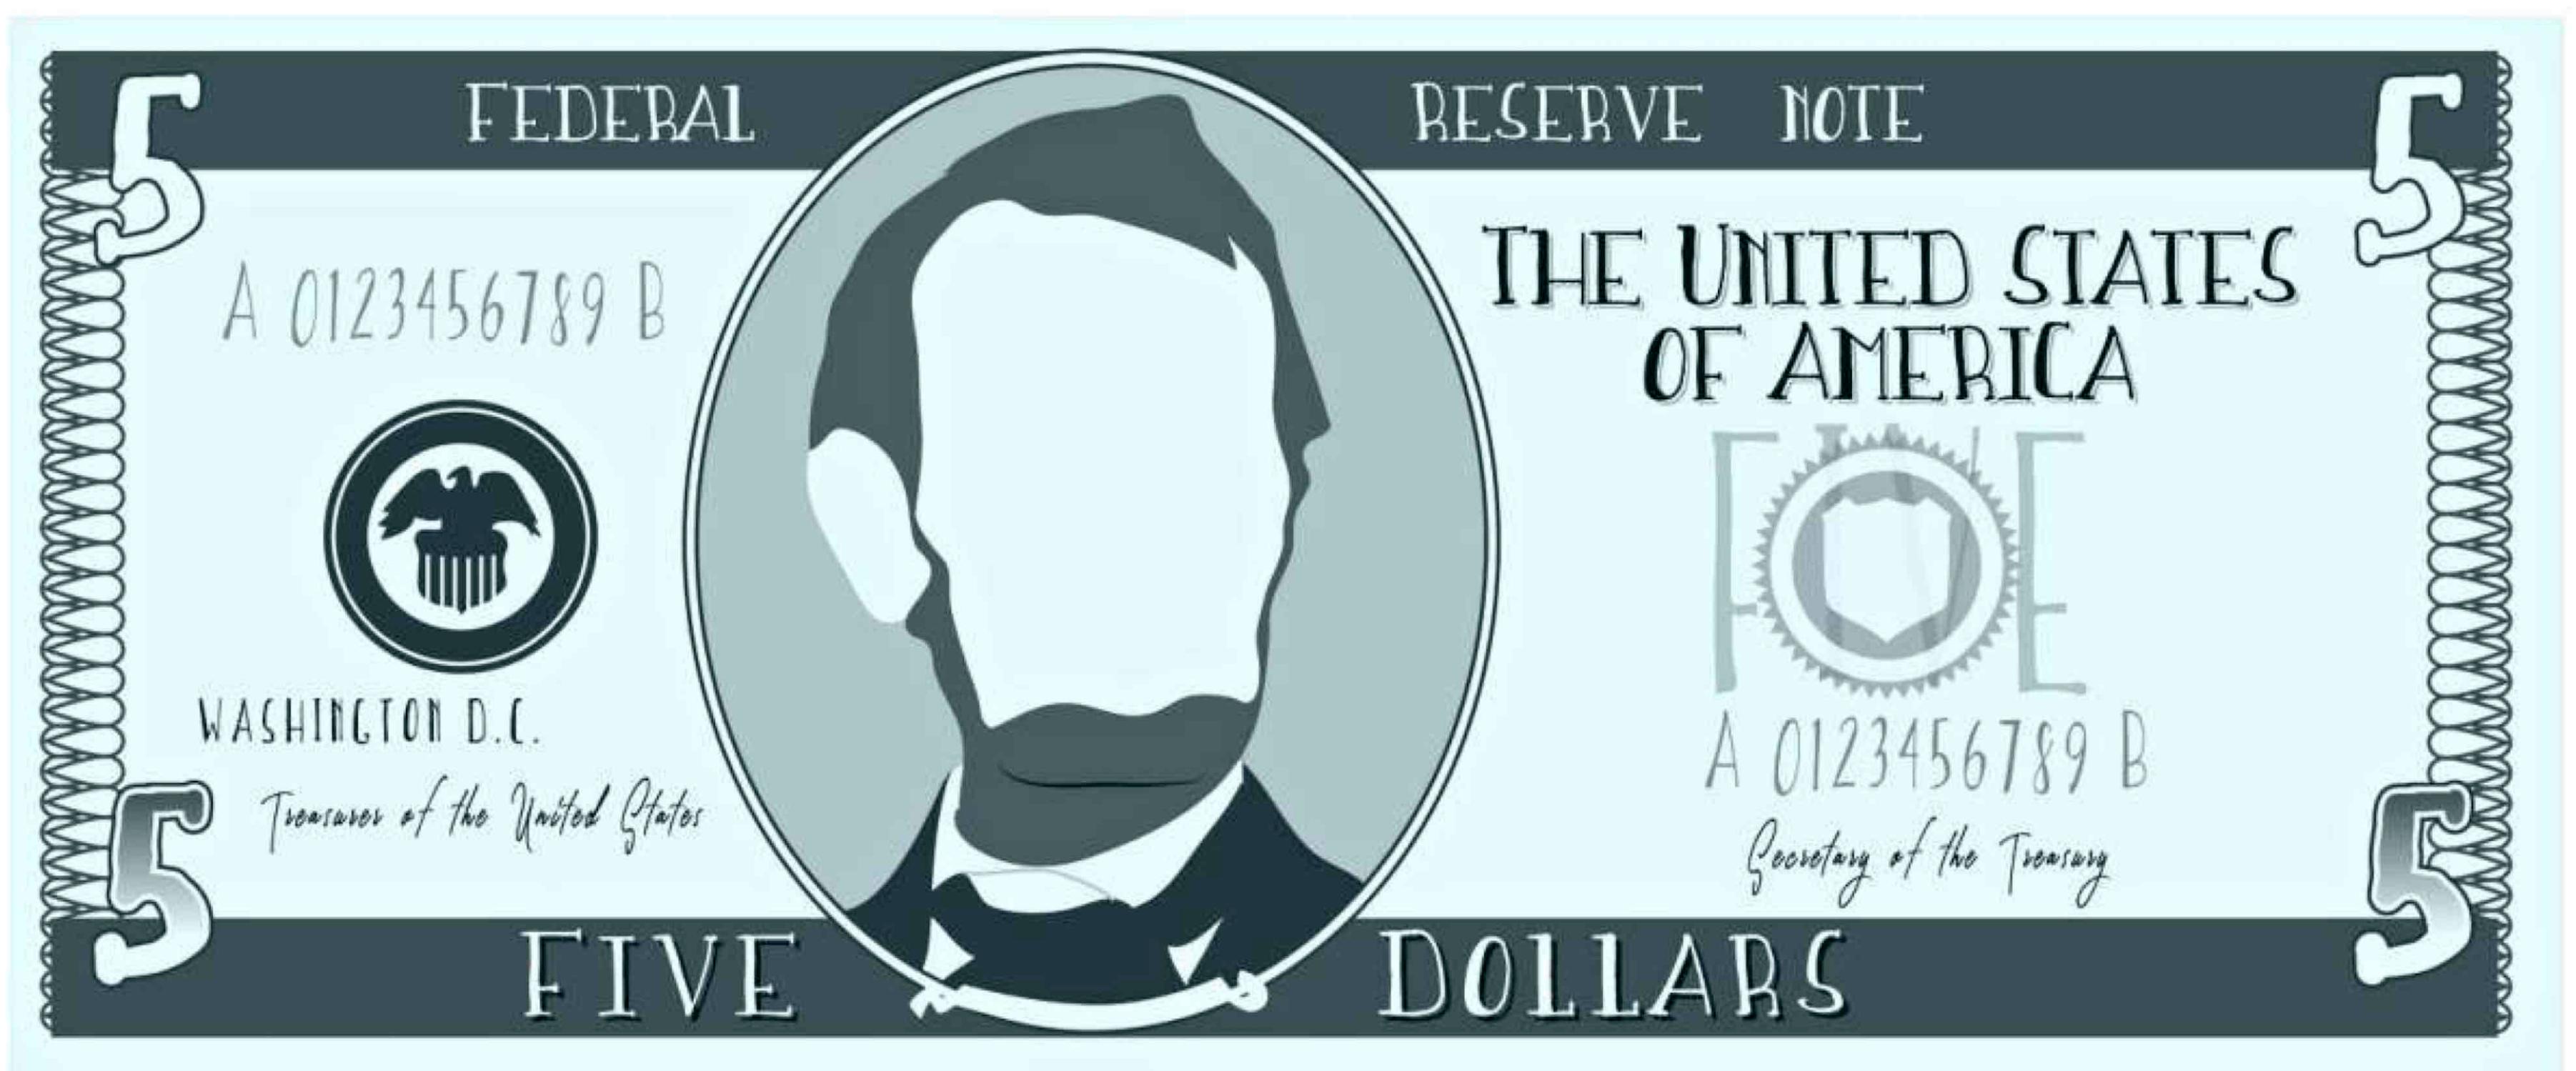 5 FEDERAL RESERVE NOTE 5
THE UNITED STATES
OF AMERICA
A 0123456789 B
FIVE
WASHINGTON D.C.
A 0123456789 B
Treasurer of the United States
Secretary of the Treasury
5 FIVE DOLLARS 5